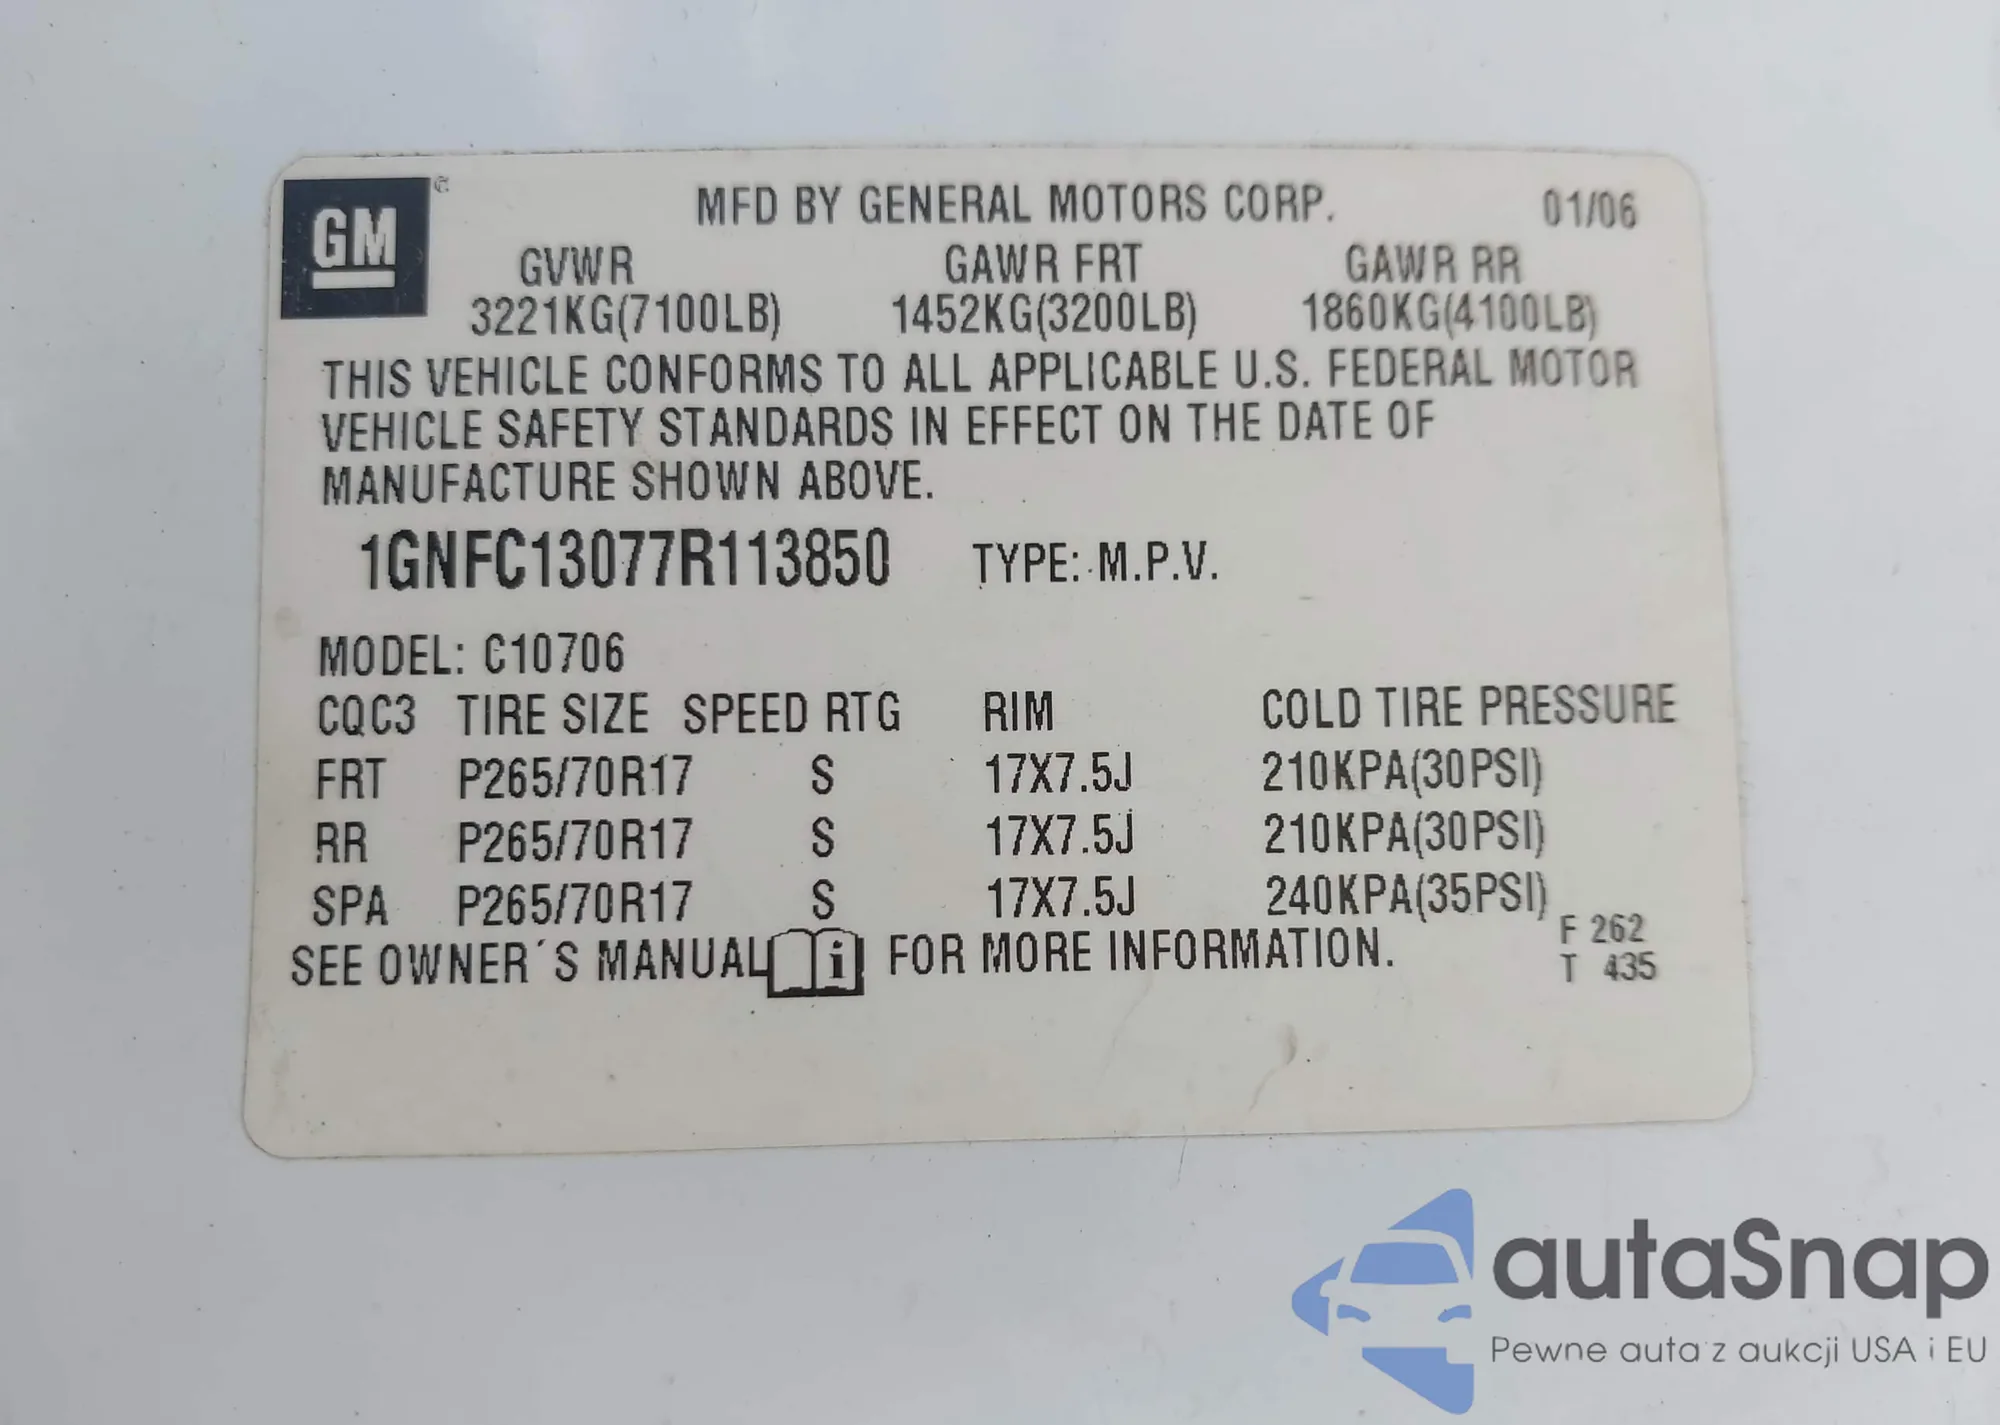 GM
MFD BY GENERAL MOTORS CORP. 01/06
GVWR GAWR FRT GAWR RR
3221KG(7100LB) 1452KG(3200LB) 1860KG(4100LB)
THIS VEHICLE CONFORMS TO ALL APPLICABLE U.S. FEDERAL MOTOR
VEHICLE SAFETY STANDARDS IN EFFECT ON THE DATE OF
MANUFACTURE SHOWN ABOVE.
1GNFC13077R113850 TYPE: M.P.V.
MODEL: C10706
CQC3 TIRE SIZE SPEED RTG RIM COLD TIRE PRESSURE
FRT P265/70R17 S 17X7.5J 210KPA(30PSI)
RR P265/70R17 S 17X7.5J 210KPA(30PSI)
SPA P265/70R17 S 17X7.5J 240KPA(35PSI)
SEE OWNER´S MANUAL i FOR MORE INFORMATION.
F 262
T 435
autaSnap
Pewne auta z aukcji USA i EU